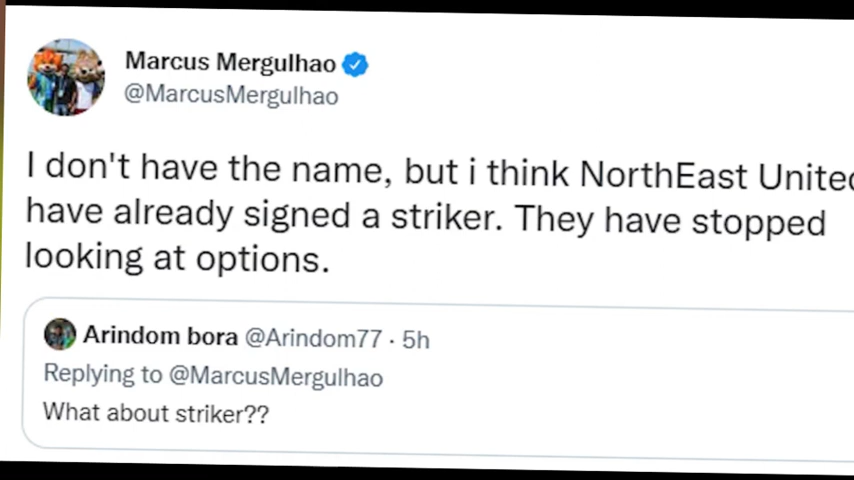 Marcus Mergulhao
@MarcusMergulhao
I don't have the name, but i think NorthEast United
have already signed a striker. They have stopped
looking at options.
Arindom bora @Arindom77 · 5h
Replying to @MarcusMergulhao
What about striker??